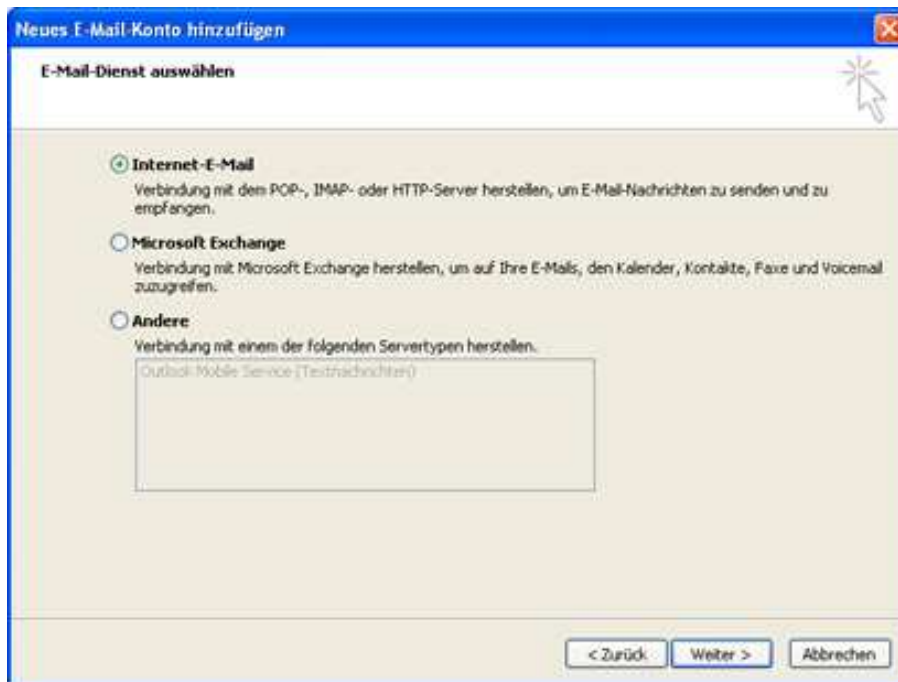 Neues E-Mail-Konto hinzufügen
E-Mail-Dienst auswählen
Internet-E-Mail
Verbindung mit dem POP-, IMAP- oder HTTP-Server herstellen, um E-Mail-Nachrichten zu senden und zu
empfangen.
Microsoft Exchange
Verbindung mit Microsoft Exchange herstellen, um auf Ihre E-Mails, den Kalender, Kontakte, Faxe und Voicemail
zuzugreifen.
Andere
Verbindung mit einem der folgenden Servertypen herstellen.
Outlook Mobile Service (Textnachrichten)
< Zurück Weiter > Abbrechen